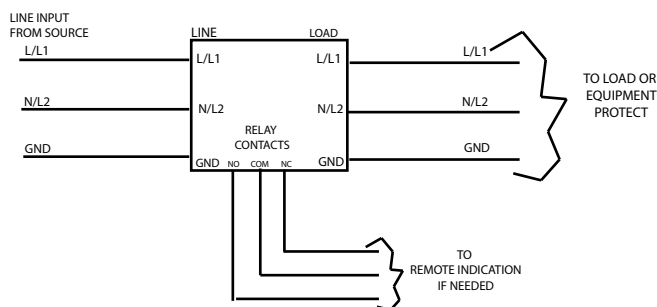 LINE INPUT
FROM SOURCE
LINE
LOAD
L/L1
L/L1
L/L1
L/L1
TO LOAD OR
EQUIPMENT
PROTECT
N/L2
N/L2
N/L2
N/L2
RELAY
CONTACTS
GND
GND
NO
COM
NC
GND
GND
TO
REMOTE INDICATION
IF NEEDED